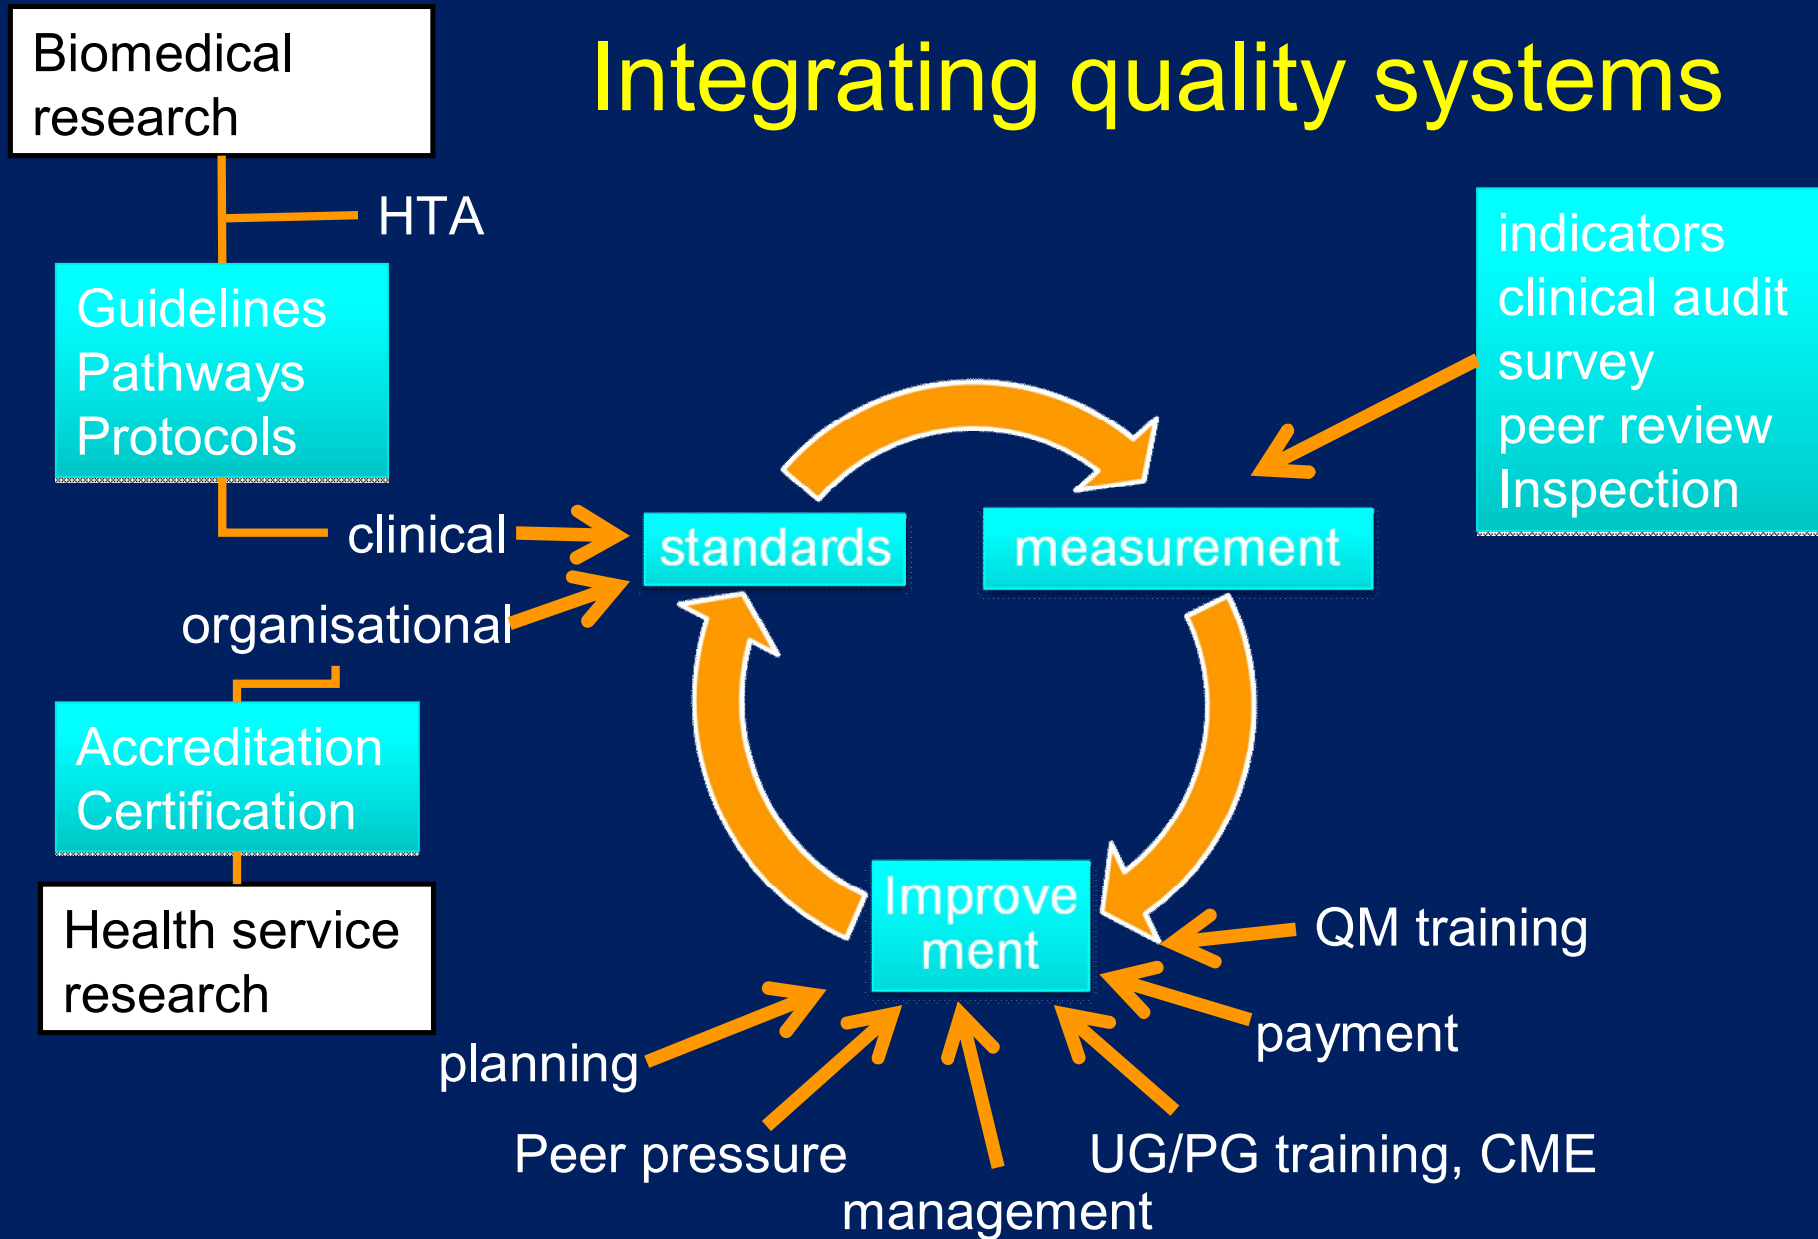 Biomedical
research
Integrating quality systems
HTA
Guidelines
Pathways
Protocols
indicators
clinical audit
survey
peer review
Inspection
clinical
standards
measurement
organisational
Accreditation
Certification
Health service
research
Improve
ment
QM training
payment
planning
Peer pressure
UG/PG training, CME
management